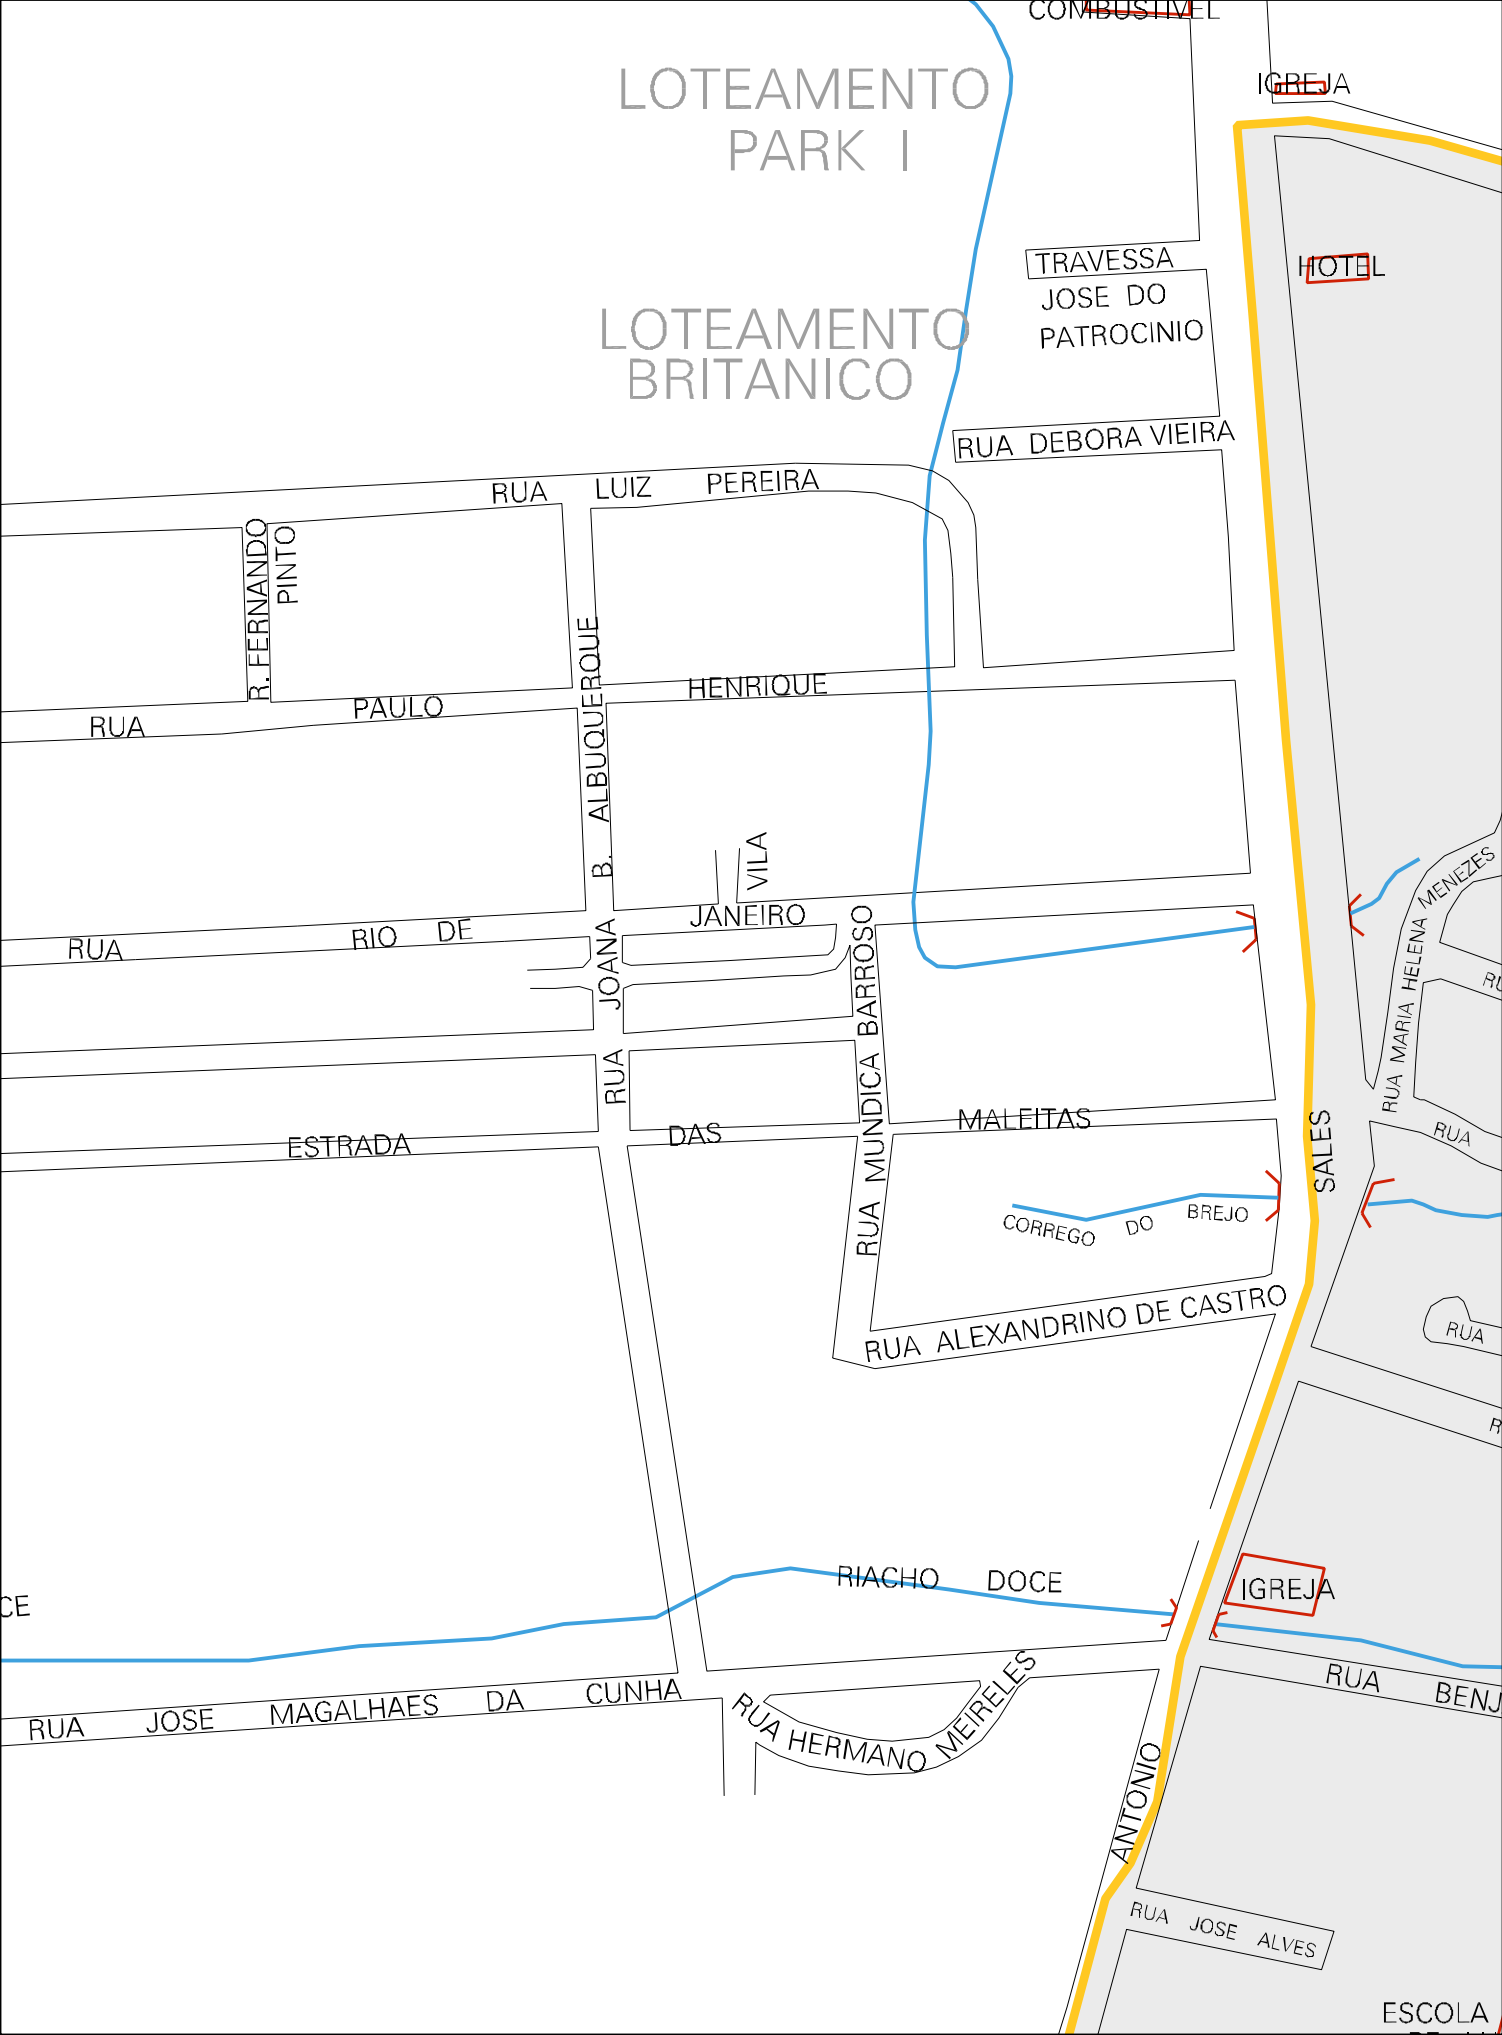 COMBUSTIVEL
IGREJA
LOTEAMENTO
PARK I
TRAVESSA
JOSE DO
PATROCINIO
HOTEL
LOTEAMENTO
BRITANICO
RUA DEBORA VIEIRA
RUA LUIZ PEREIRA
R. FERNANDO
PINTO
RUA PAULO HENRIQUE
RUA JOANA B. ALBUQUERQUE
VILA
RUA RIO DE JANEIRO
RUA MUNDICA BARROSO
RUA MARIA HELENA MENEZES
ESTRADA DAS MALEITAS
RUA
CORREGO DO BREJO
RUA ALEXANDRINO DE CASTRO
RUA
ANTONIO SALES
RIACHO DOCE
IGREJA
CE
RUA JOSE MAGALHAES DA CUNHA
RUA HERMANO MEIRELES
RUA BENJ
RUA JOSE ALVES
ESCOLA